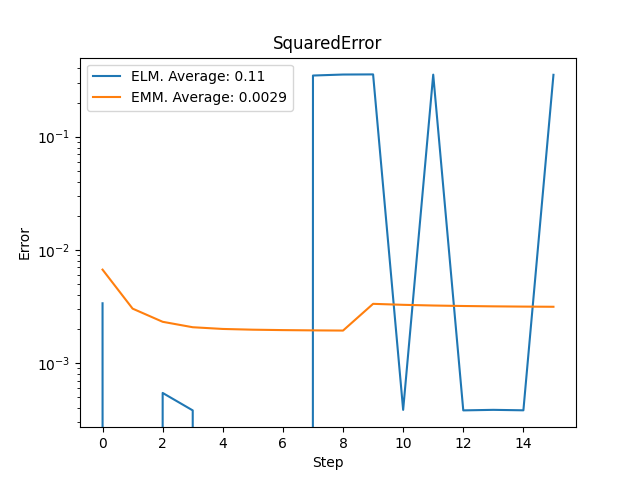 SquaredError
ELM. Average: 0.11
EMM. Average: 0.0029
Error
10⁻¹
10⁻²
10⁻³
0 2 4 6 8 10 12 14
Step